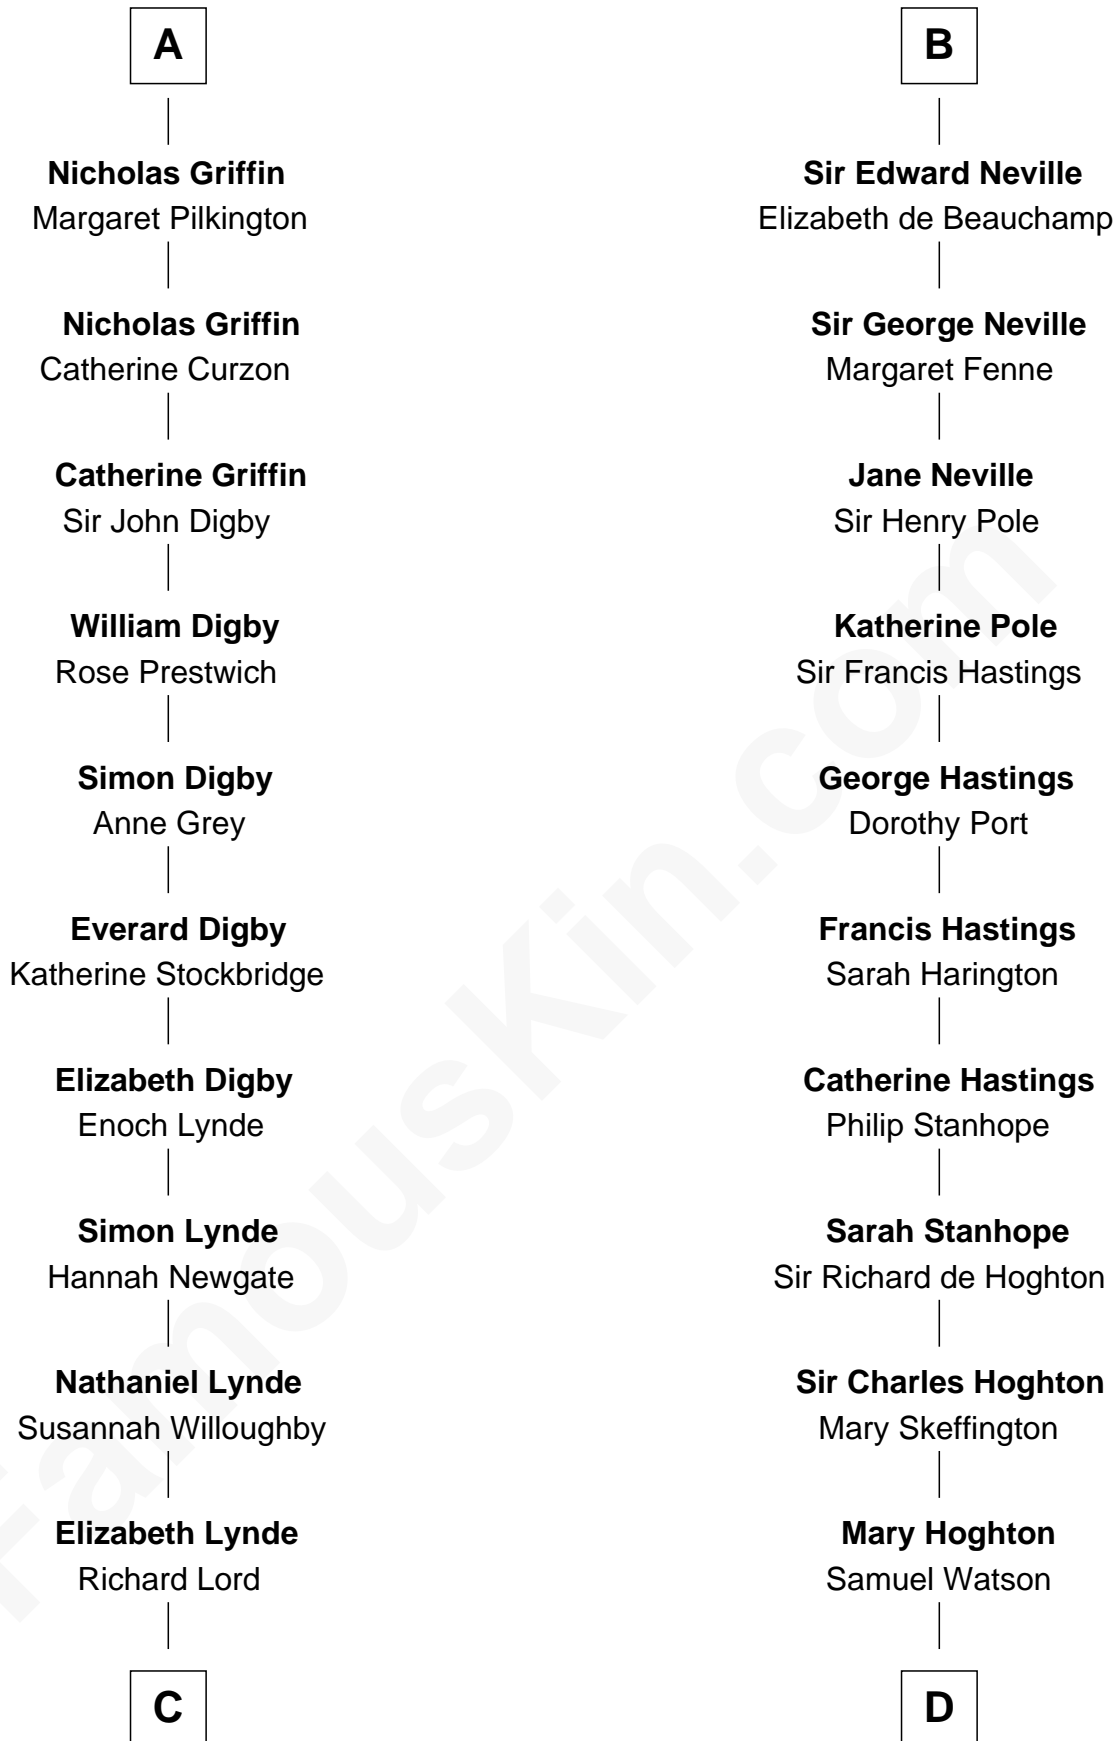 A
Nicholas Griffin
Margaret Pilkington
Nicholas Griffin
Catherine Curzon
Catherine Griffin
Sir John Digby
William Digby
Rose Prestwich
Simon Digby
Anne Grey
Everard Digby
Katherine Stockbridge
Elizabeth Digby
Enoch Lynde
Simon Lynde
Hannah Newgate
Nathaniel Lynde
Susannah Willoughby
Elizabeth Lynde
Richard Lord
C
B
Sir Edward Neville
Elizabeth de Beauchamp
Sir George Neville
Margaret Fenne
Jane Neville
Sir Henry Pole
Katherine Pole
Sir Francis Hastings
George Hastings
Dorothy Port
Francis Hastings
Sarah Harington
Catherine Hastings
Philip Stanhope
Sarah Stanhope
Sir Richard de Hoghton
Sir Charles Hoghton
Mary Skeffington
Mary Hoghton
Samuel Watson
D
FamousKin.com